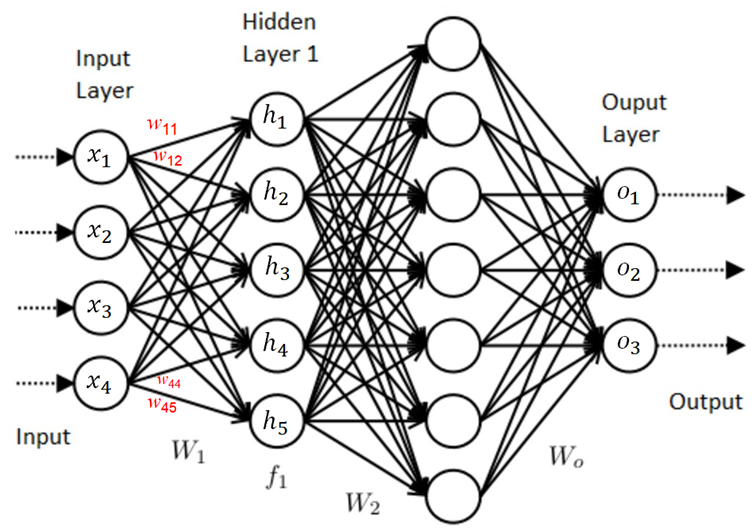 Hidden
Layer 1
Input
Layer
Ouput
Layer
w11
w12
x1
x2
x3
x4
h1
h2
h3
h4
h5
o1
o2
o3
w44
w45
Input
Output
W1
f1
W2
Wo